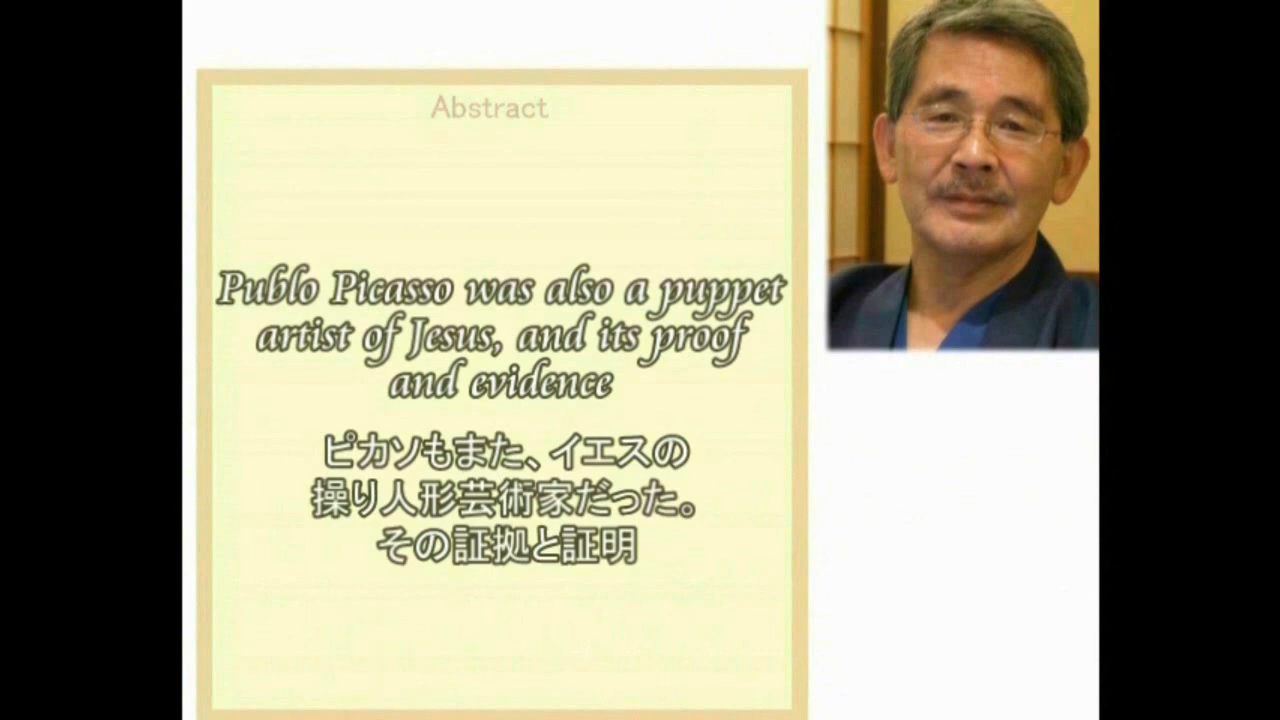 Abstract
Publo Picasso was also a puppet
artist of Jesus, and its proof
and evidence
ピカソもまた、イエスの
操り人形芸術家だった。
その証拠と証明